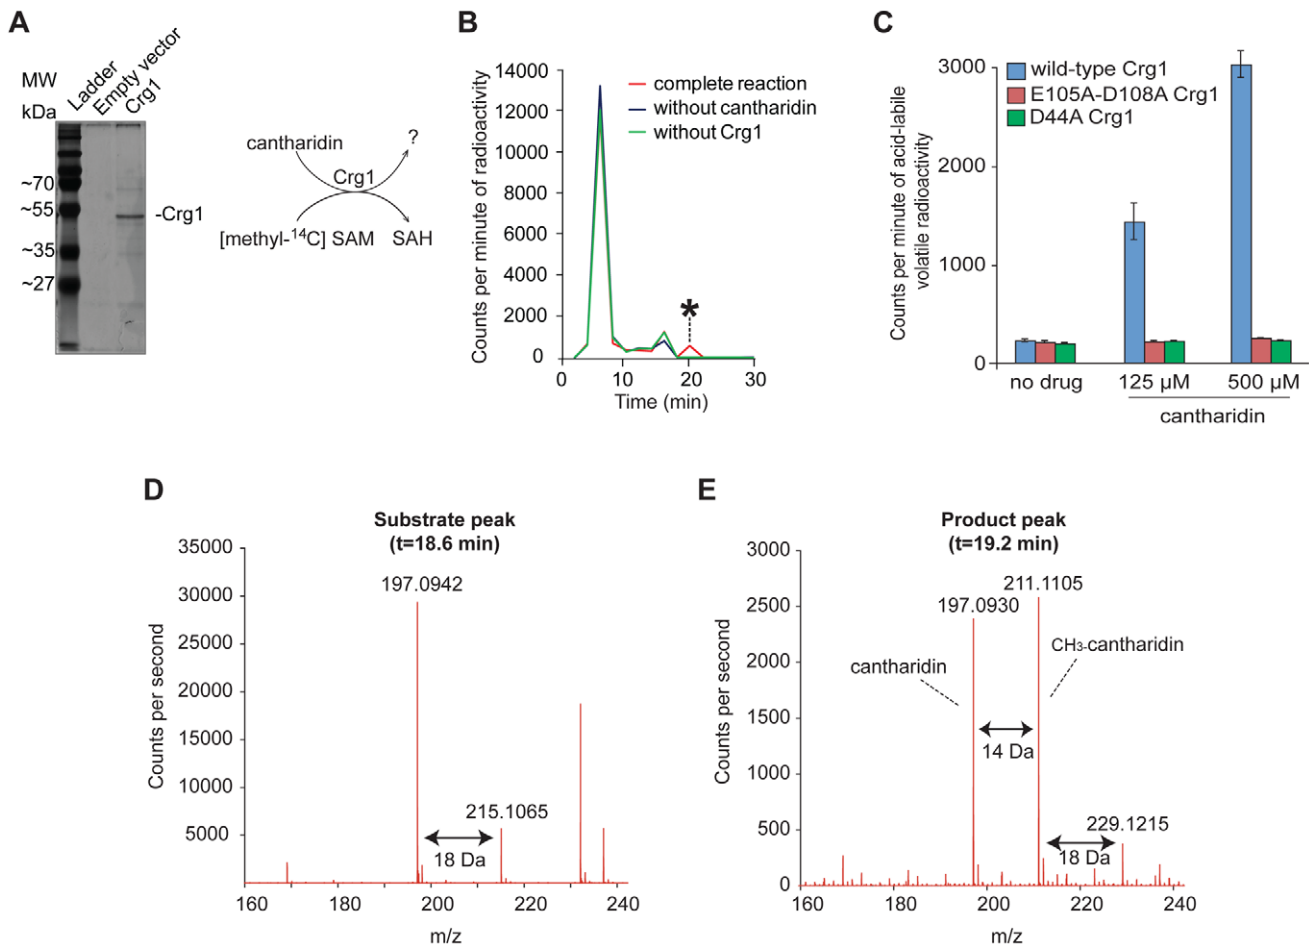 A
MW
kDa
Ladder
Empty vector
Crg1
~70
~55
~35
~27
-Crg1
cantharidin
?
Crg1
[methyl-¹⁴C] SAM
SAH
B
Counts per minute of radioactivity
14000
12000
10000
8000
6000
4000
2000
0
complete reaction
without cantharidin
without Crg1
*
0
10
20
30
Time (min)
C
Counts per minute of acid-labile
volatile radioactivity
3000
2000
1000
0
wild-type Crg1
E105A-D108A Crg1
D44A Crg1
no drug
125 µM
500 µM
cantharidin
D
Substrate peak
(t=18.6 min)
Counts per second
35000
30000
25000
20000
15000
10000
5000
197.0942
215.1065
18 Da
160
180
200
220
240
m/z
E
Product peak
(t=19.2 min)
Counts per second
3000
2500
2000
1500
1000
500
0
211.1105
197.0930
cantharidin
CH₃-cantharidin
14 Da
229.1215
18 Da
160
180
200
220
240
m/z